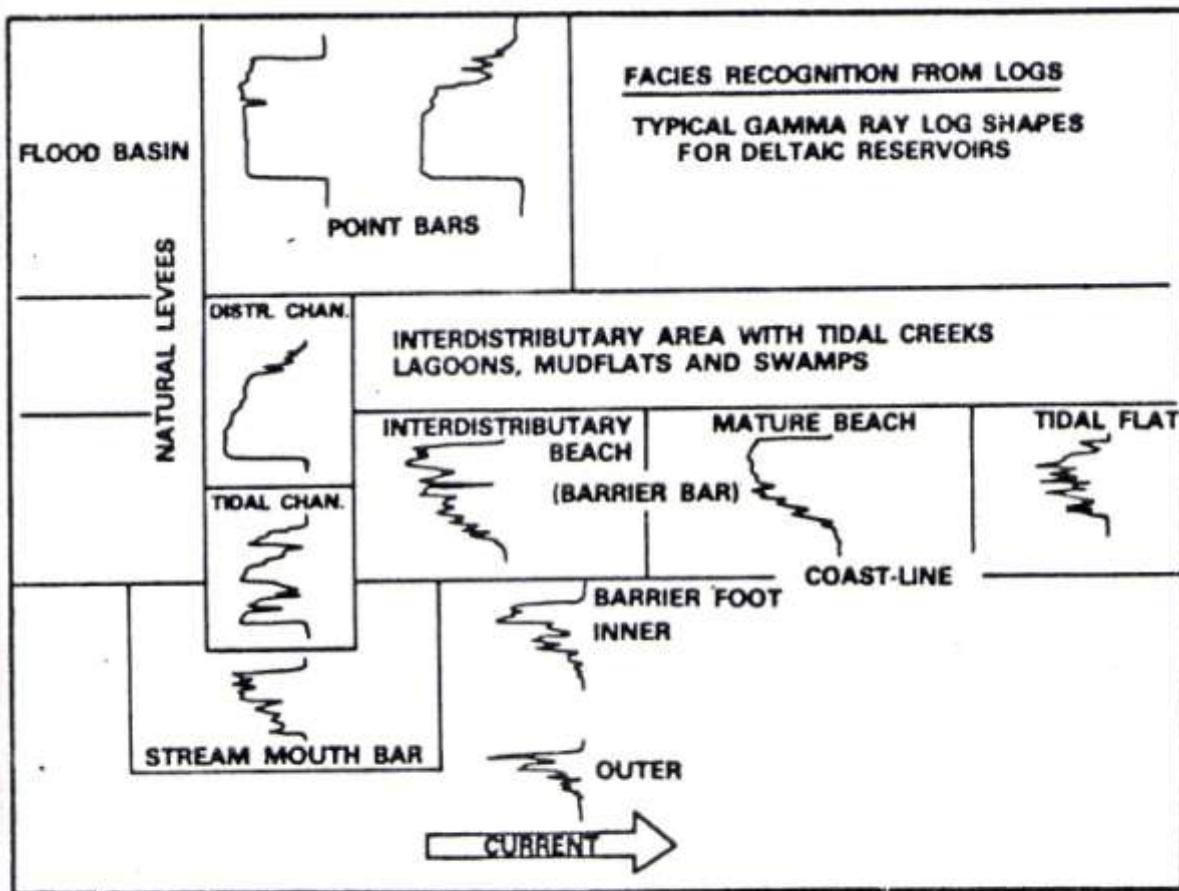 FACIES RECOGNITION FROM LOGS
TYPICAL GAMMA RAY LOG SHAPES
FOR DELTAIC RESERVOIRS
FLOOD BASIN
POINT BARS
NATURAL LEVEES
DISTR. CHAN.
INTERDISTRIBUTARY AREA WITH TIDAL CREEKS
LAGOONS, MUDFLATS AND SWAMPS
INTERDISTRIBUTARY
BEACH
(BARRIER BAR)
MATURE BEACH
TIDAL FLAT
TIDAL CHAN.
COAST-LINE
BARRIER FOOT
INNER
STREAM MOUTH BAR
OUTER
CURRENT